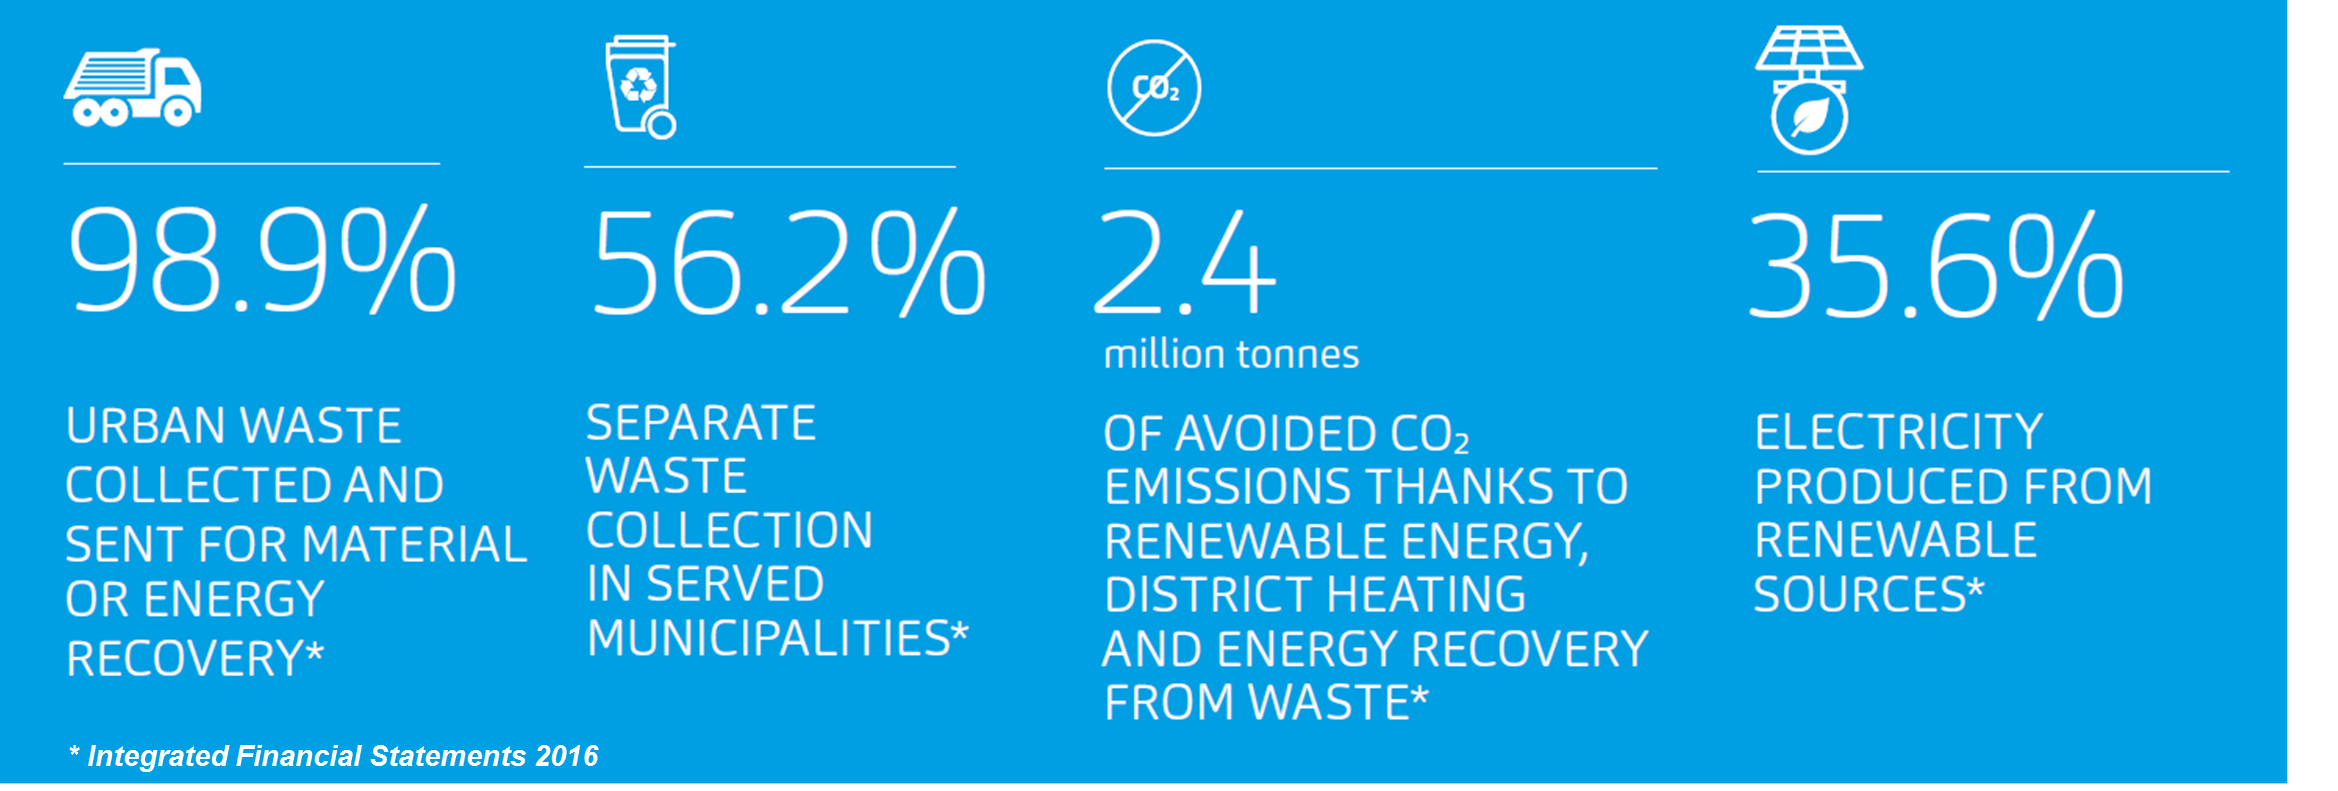 98.9%
URBAN WASTE
COLLECTED AND
SENT FOR MATERIAL
OR ENERGY
RECOVERY*
56.2%
SEPARATE
WASTE
COLLECTION
IN SERVED
MUNICIPALITIES*
CO₂
2.4
million tonnes
OF AVOIDED CO₂
EMISSIONS THANKS TO
RENEWABLE ENERGY,
DISTRICT HEATING
AND ENERGY RECOVERY
FROM WASTE*
35.6%
ELECTRICITY
PRODUCED FROM
RENEWABLE
SOURCES*
* Integrated Financial Statements 2016